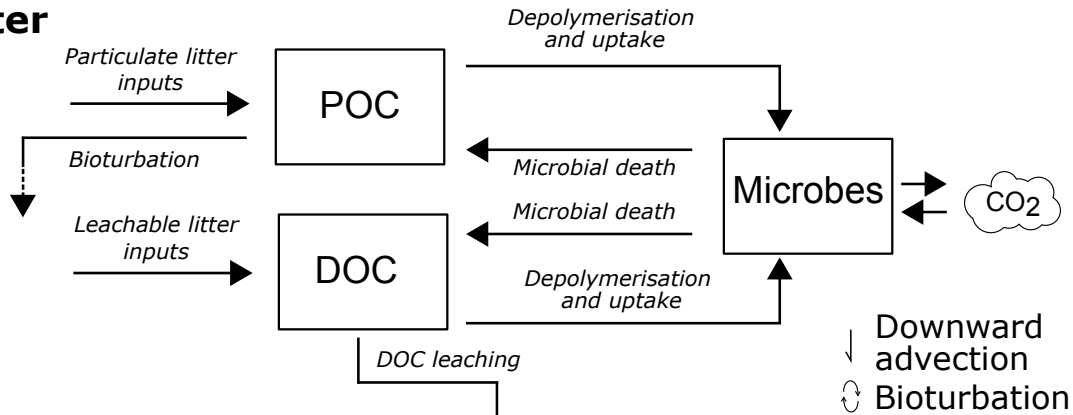 ter
Particulate litter
inputs
POC
Depolymerisation
and uptake
Bioturbation
Microbial death
Microbes
CO2
Microbial death
Leachable litter
inputs
DOC
Depolymerisation
and uptake
DOC leaching
Downward
advection
Bioturbation